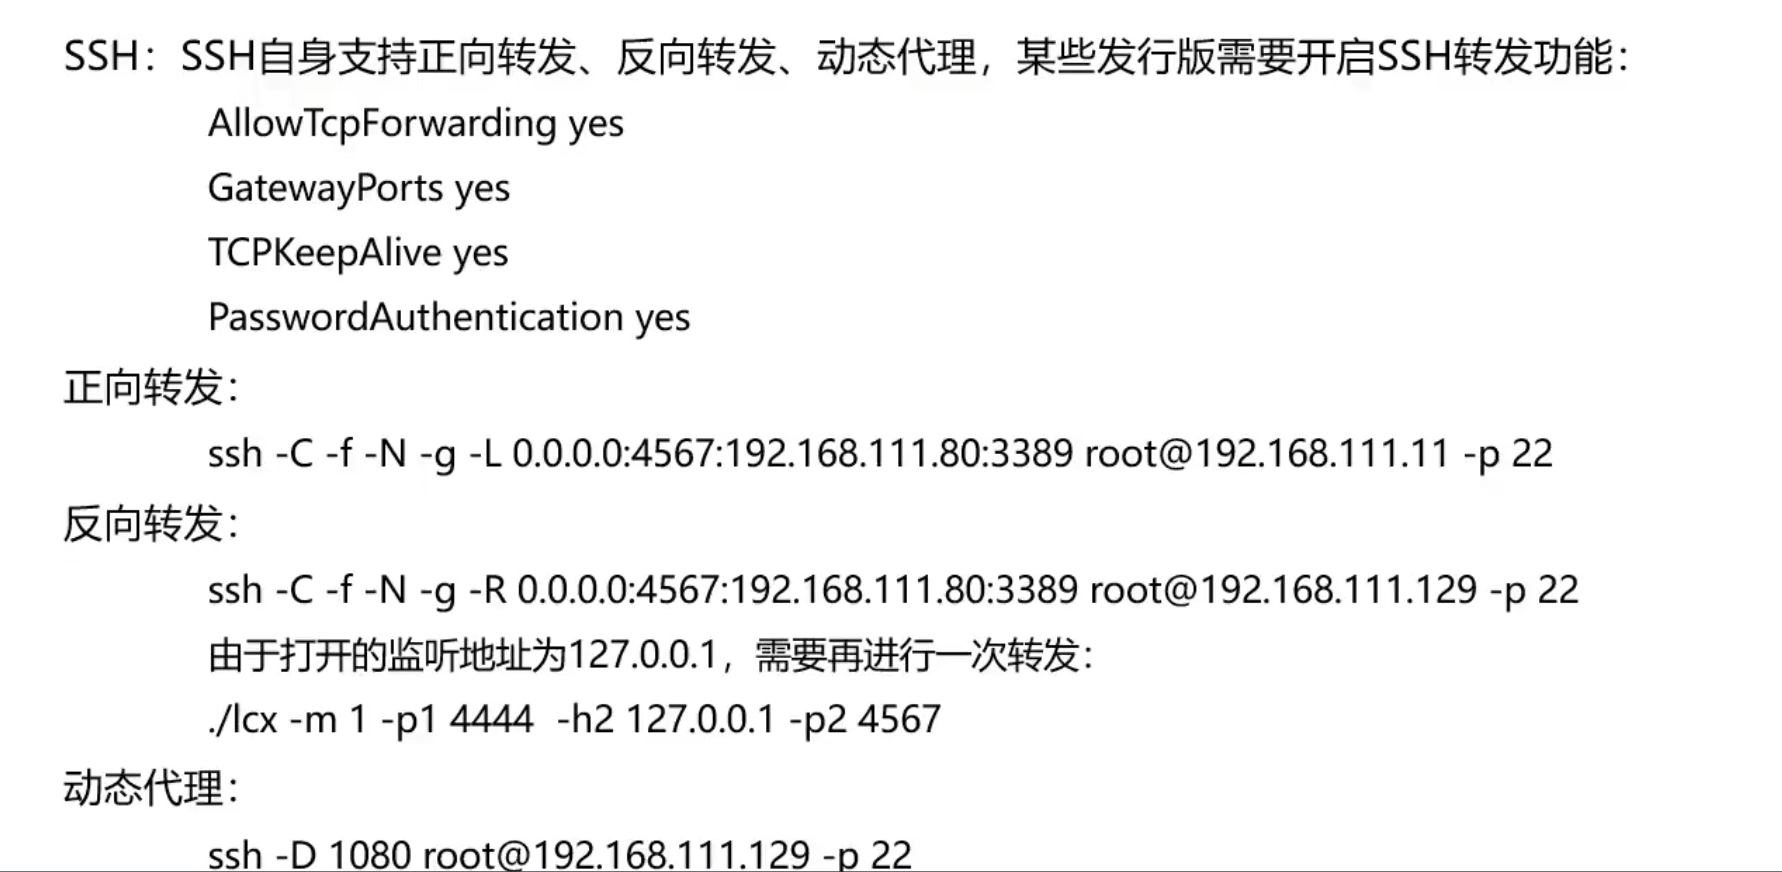 SSH：SSH自身支持正向转发、反向转发、动态代理，某些发行版需要开启SSH转发功能：
AllowTcpForwarding yes
GatewayPorts yes
TCPKeepAlive yes
PasswordAuthentication yes
正向转发：
ssh -C -f -N -g -L 0.0.0.0:4567:192.168.111.80:3389 root@192.168.111.11 -p 22
反向转发：
ssh -C -f -N -g -R 0.0.0.0:4567:192.168.111.80:3389 root@192.168.111.129 -p 22
由于打开的监听地址为127.0.0.1，需要再进行一次转发：
./lcx -m 1 -p1 4444  -h2 127.0.0.1 -p2 4567
动态代理：
ssh -D 1080 root@192.168.111.129 -p 22